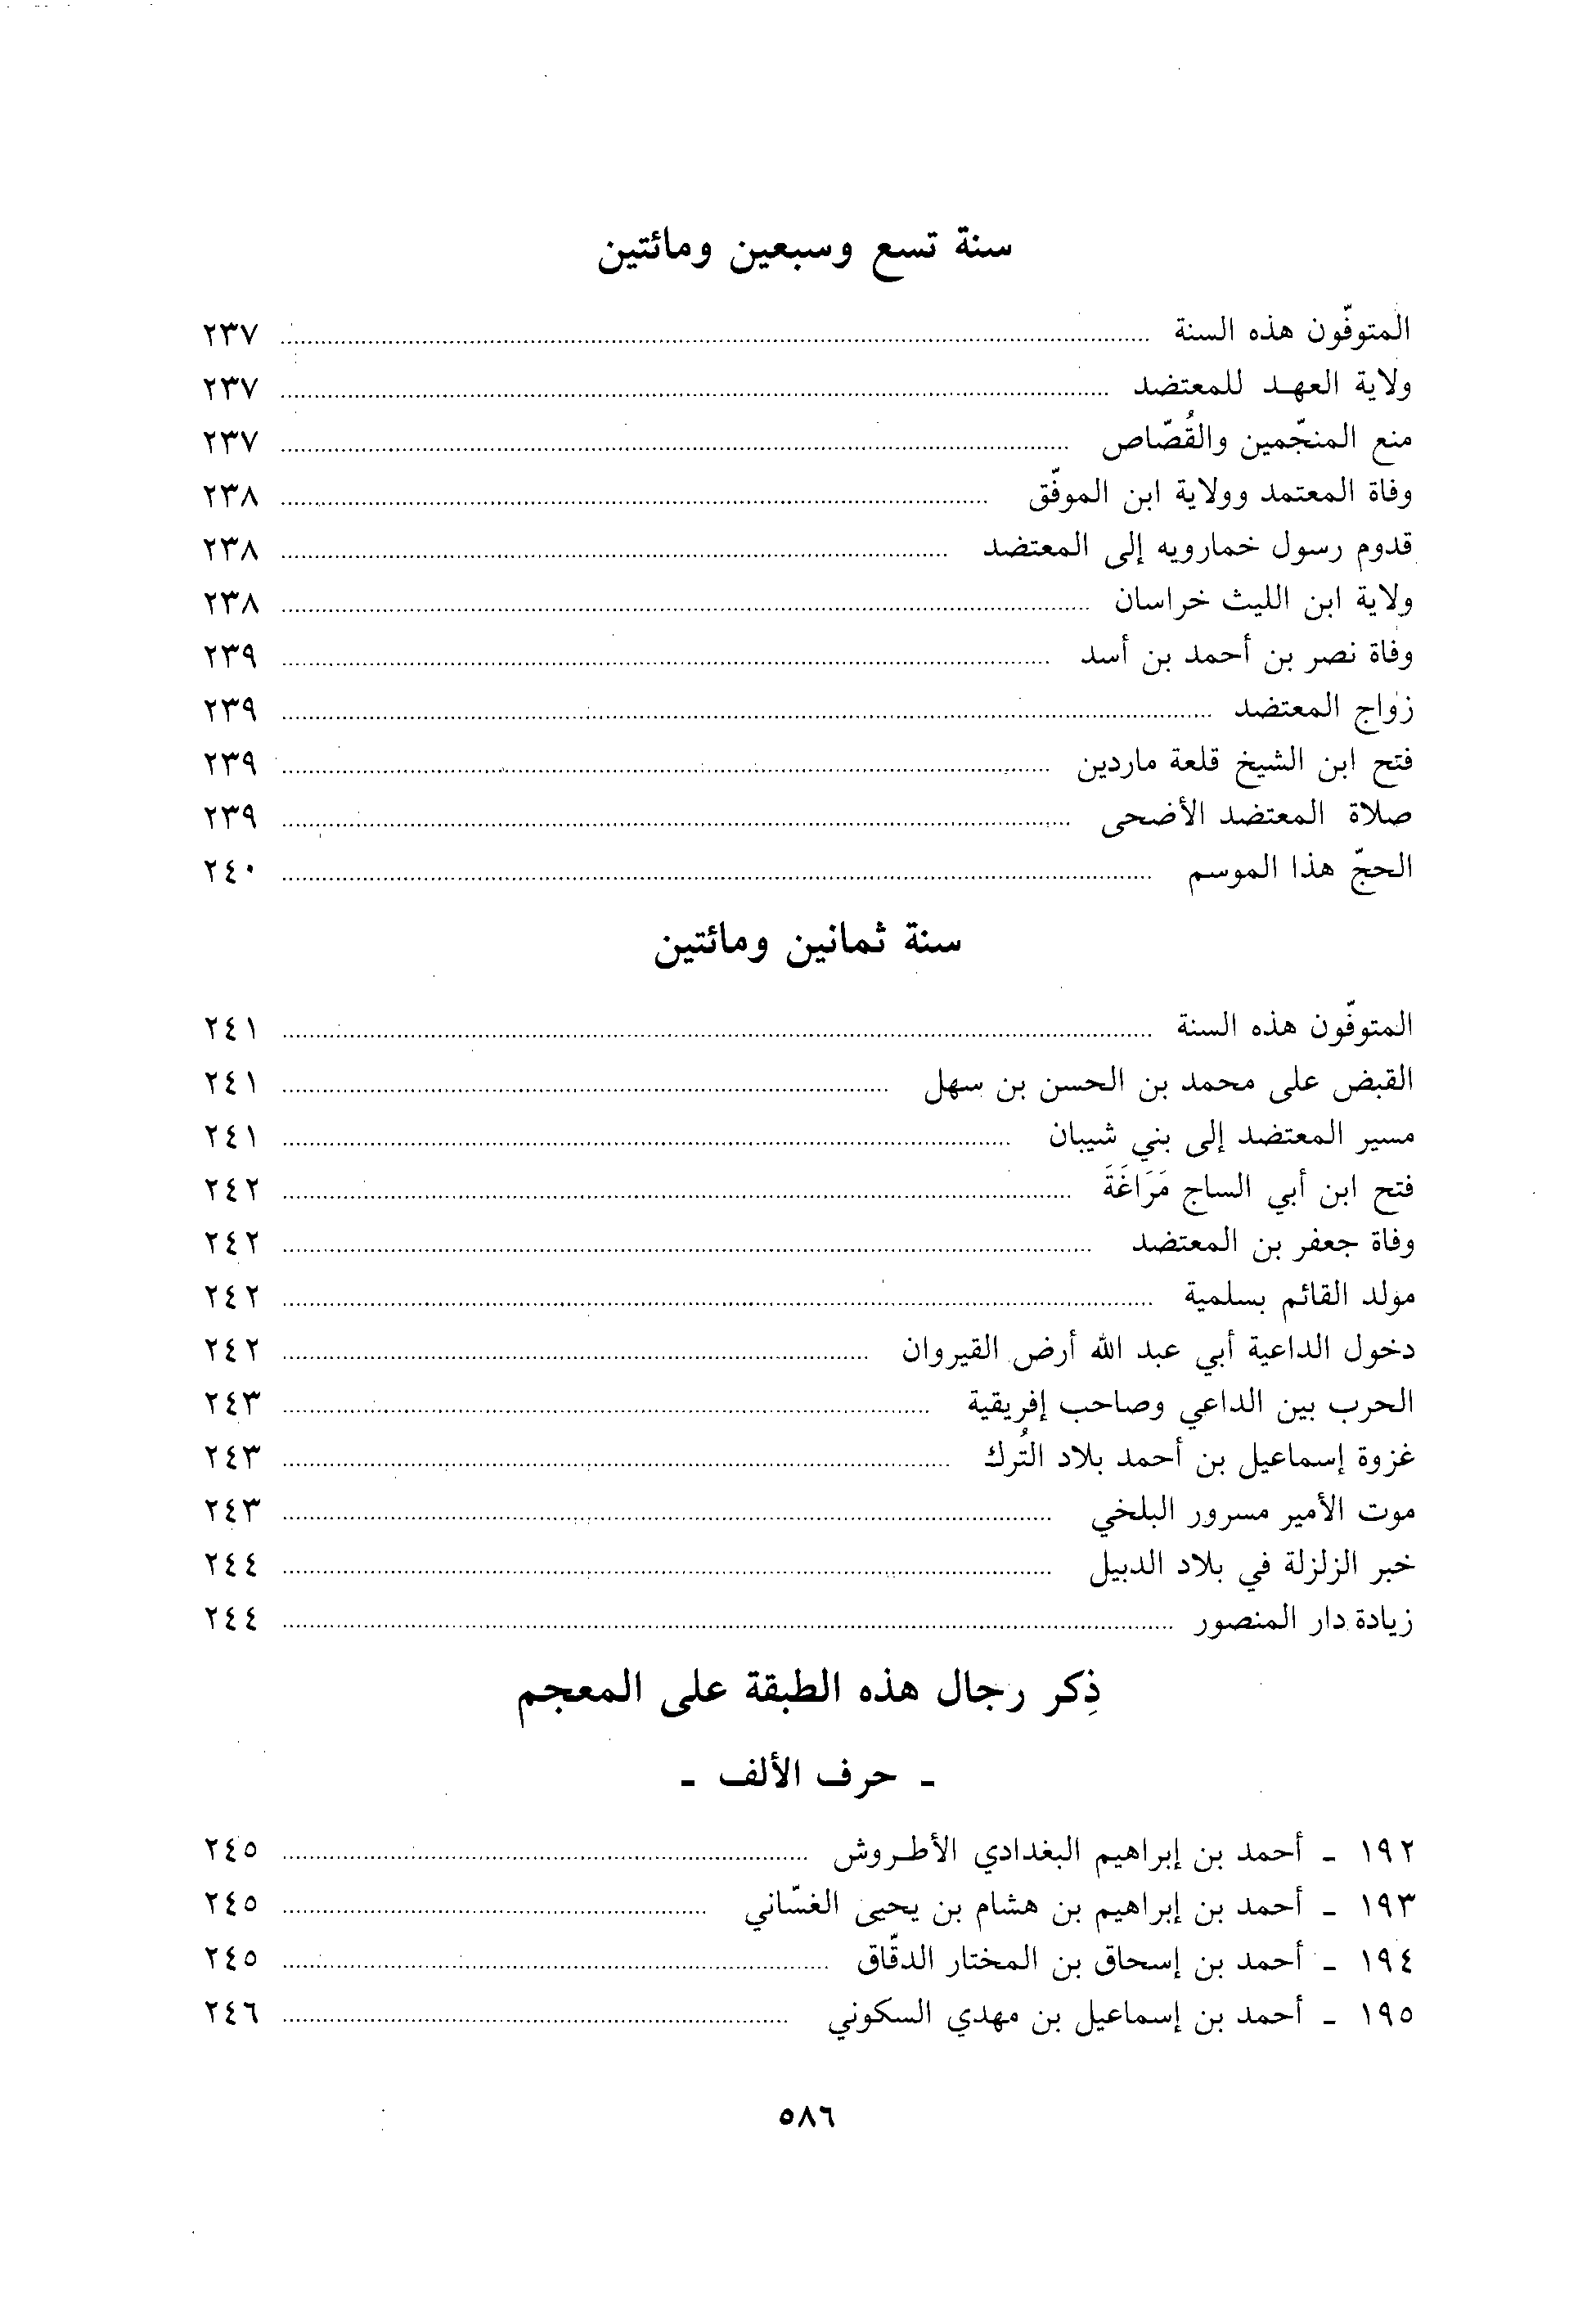 سنة تسع وسبعين ومائتين
المتوفّون هذه السنة ........ ٢٣٧
ولاية العهد للمعتضد ........ ٢٣٧
منع المنجّمين والقُصّاص ........ ٢٣٧
وفاة المعتمد وولاية ابن الموفّق ........ ٢٣٨
قدوم رسول خمارويه إلى المعتضد ........ ٢٣٨
ولاية ابن الليث خراسان ........ ٢٣٨
وفاة نصر بن أحمد بن أسد ........ ٢٣٩
زواج المعتضد ........ ٢٣٩
فتح ابن الشيخ قلعة ماردين ........ ٢٣٩
صلاة المعتضد الأضحى ........ ٢٣٩
الحجّ هذا الموسم ........ ٢٤٠
سنة ثمانين ومائتين
المتوفّون هذه السنة ........ ٢٤١
القبض على محمد بن الحسن بن سهل ........ ٢٤١
مسير المعتضد إلى بني شيبان ........ ٢٤١
فتح ابن أبي الساج مَرَاغَةَ ........ ٢٤٢
وفاة جعفر بن المعتضد ........ ٢٤٢
مولد القائم بسلمية ........ ٢٤٢
دخول الداعية أبي عبد الله أرض القيروان ........ ٢٤٢
الحرب بين الداعي وصاحب إفريقية ........ ٢٤٣
غزوة إسماعيل بن أحمد بلاد التُرك ........ ٢٤٣
موت الأمير مسرور البلخي ........ ٢٤٣
خبر الزلزلة في بلاد الدبيل ........ ٢٤٤
زيادة دار المنصور ........ ٢٤٤
ذِكر رجال هذه الطبقة على المعجم
ـ حرف الألف ـ
١٩٢ ـ أحمد بن إبراهيم البغدادي الأطروش ........ ٢٤٥
١٩٣ ـ أحمد بن إبراهيم بن هشام بن يحيى الغسّاني ........ ٢٤٥
١٩٤ ـ أحمد بن إسحاق بن المختار الدقّاق ........ ٢٤٥
١٩٥ ـ أحمد بن إسماعيل بن مهدي السكوني ........ ٢٤٦
٥٨٦